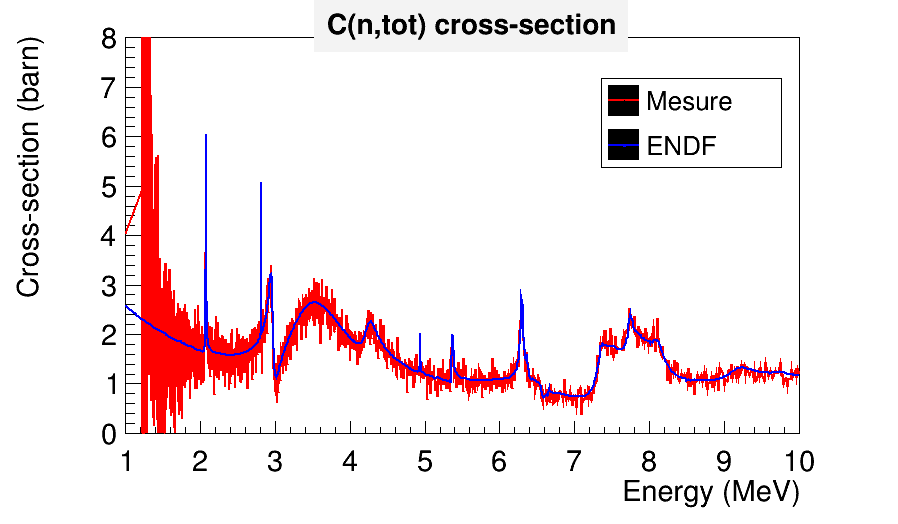 C(n,tot) cross-section
Cross-section (barn)
8
7
6
5
4
3
2
1
0
Mesure
ENDF
1 2 3 4 5 6 7 8 9 10
Energy (MeV)